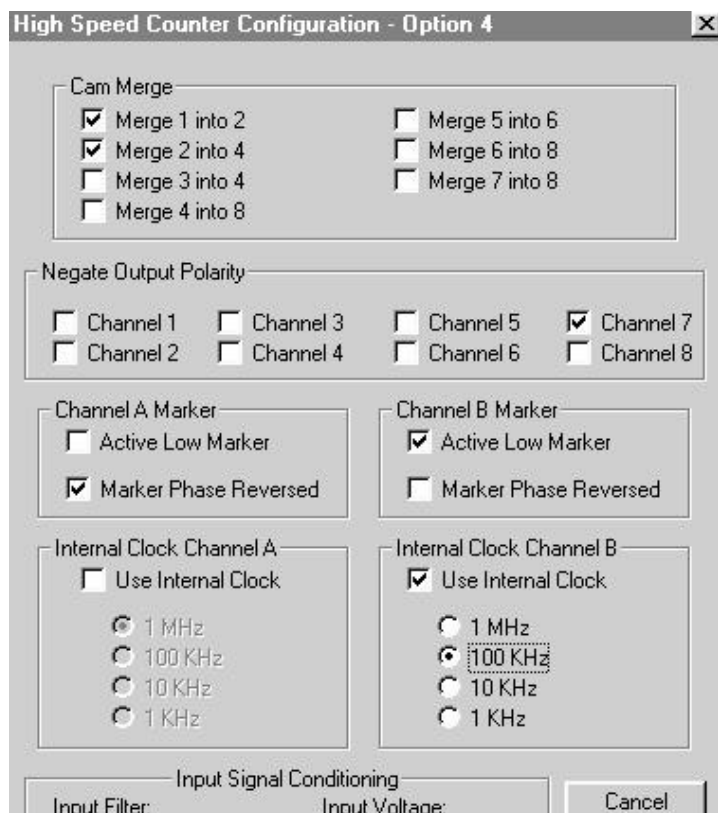 High Speed Counter Configuration - Option 4
Cam Merge
Merge 1 into 2
Merge 5 into 6
Merge 2 into 4
Merge 6 into 8
Merge 3 into 4
Merge 7 into 8
Merge 4 into 8
Negate Output Polarity
Channel 1
Channel 3
Channel 5
Channel 7
Channel 2
Channel 4
Channel 6
Channel 8
Channel A Marker
Active Low Marker
Marker Phase Reversed
Channel B Marker
Active Low Marker
Marker Phase Reversed
Internal Clock Channel A
Use Internal Clock
1 MHz
100 KHz
10 KHz
1 KHz
Internal Clock Channel B
Use Internal Clock
1 MHz
100 KHz
10 KHz
1 KHz
Input Signal Conditioning
Input Filter:
Input Voltage:
Cancel